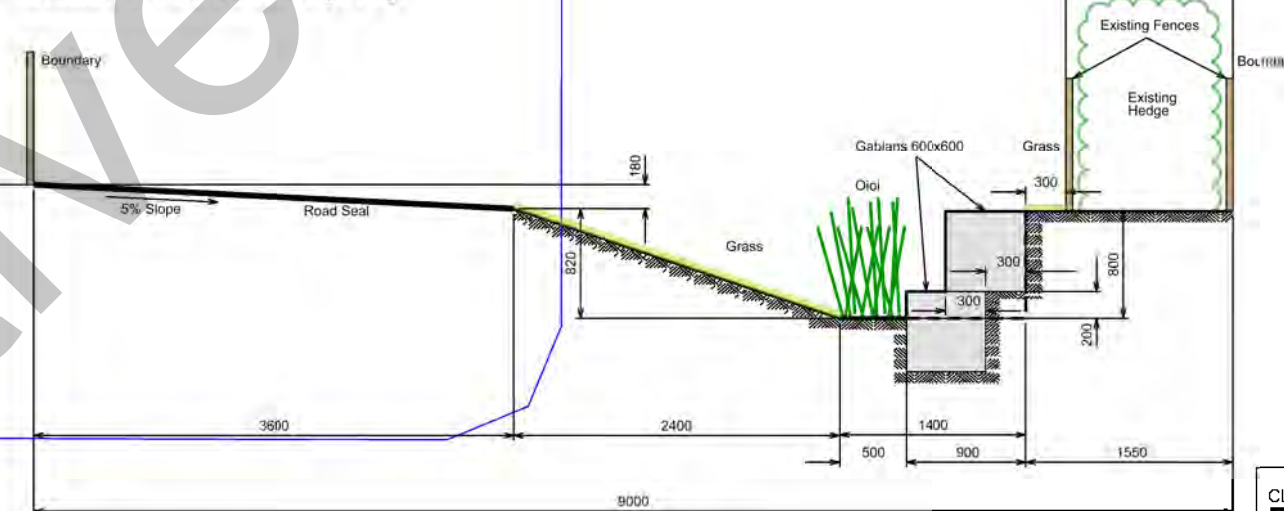 Existing Fences
Boundary
Existing
Hedge
Gabians 600x600
Grass
180
Oioi
300
5% Slope
Road Seal
Grass
820
300
800
300
200
3600
2400
1400
500
900
1550
9000